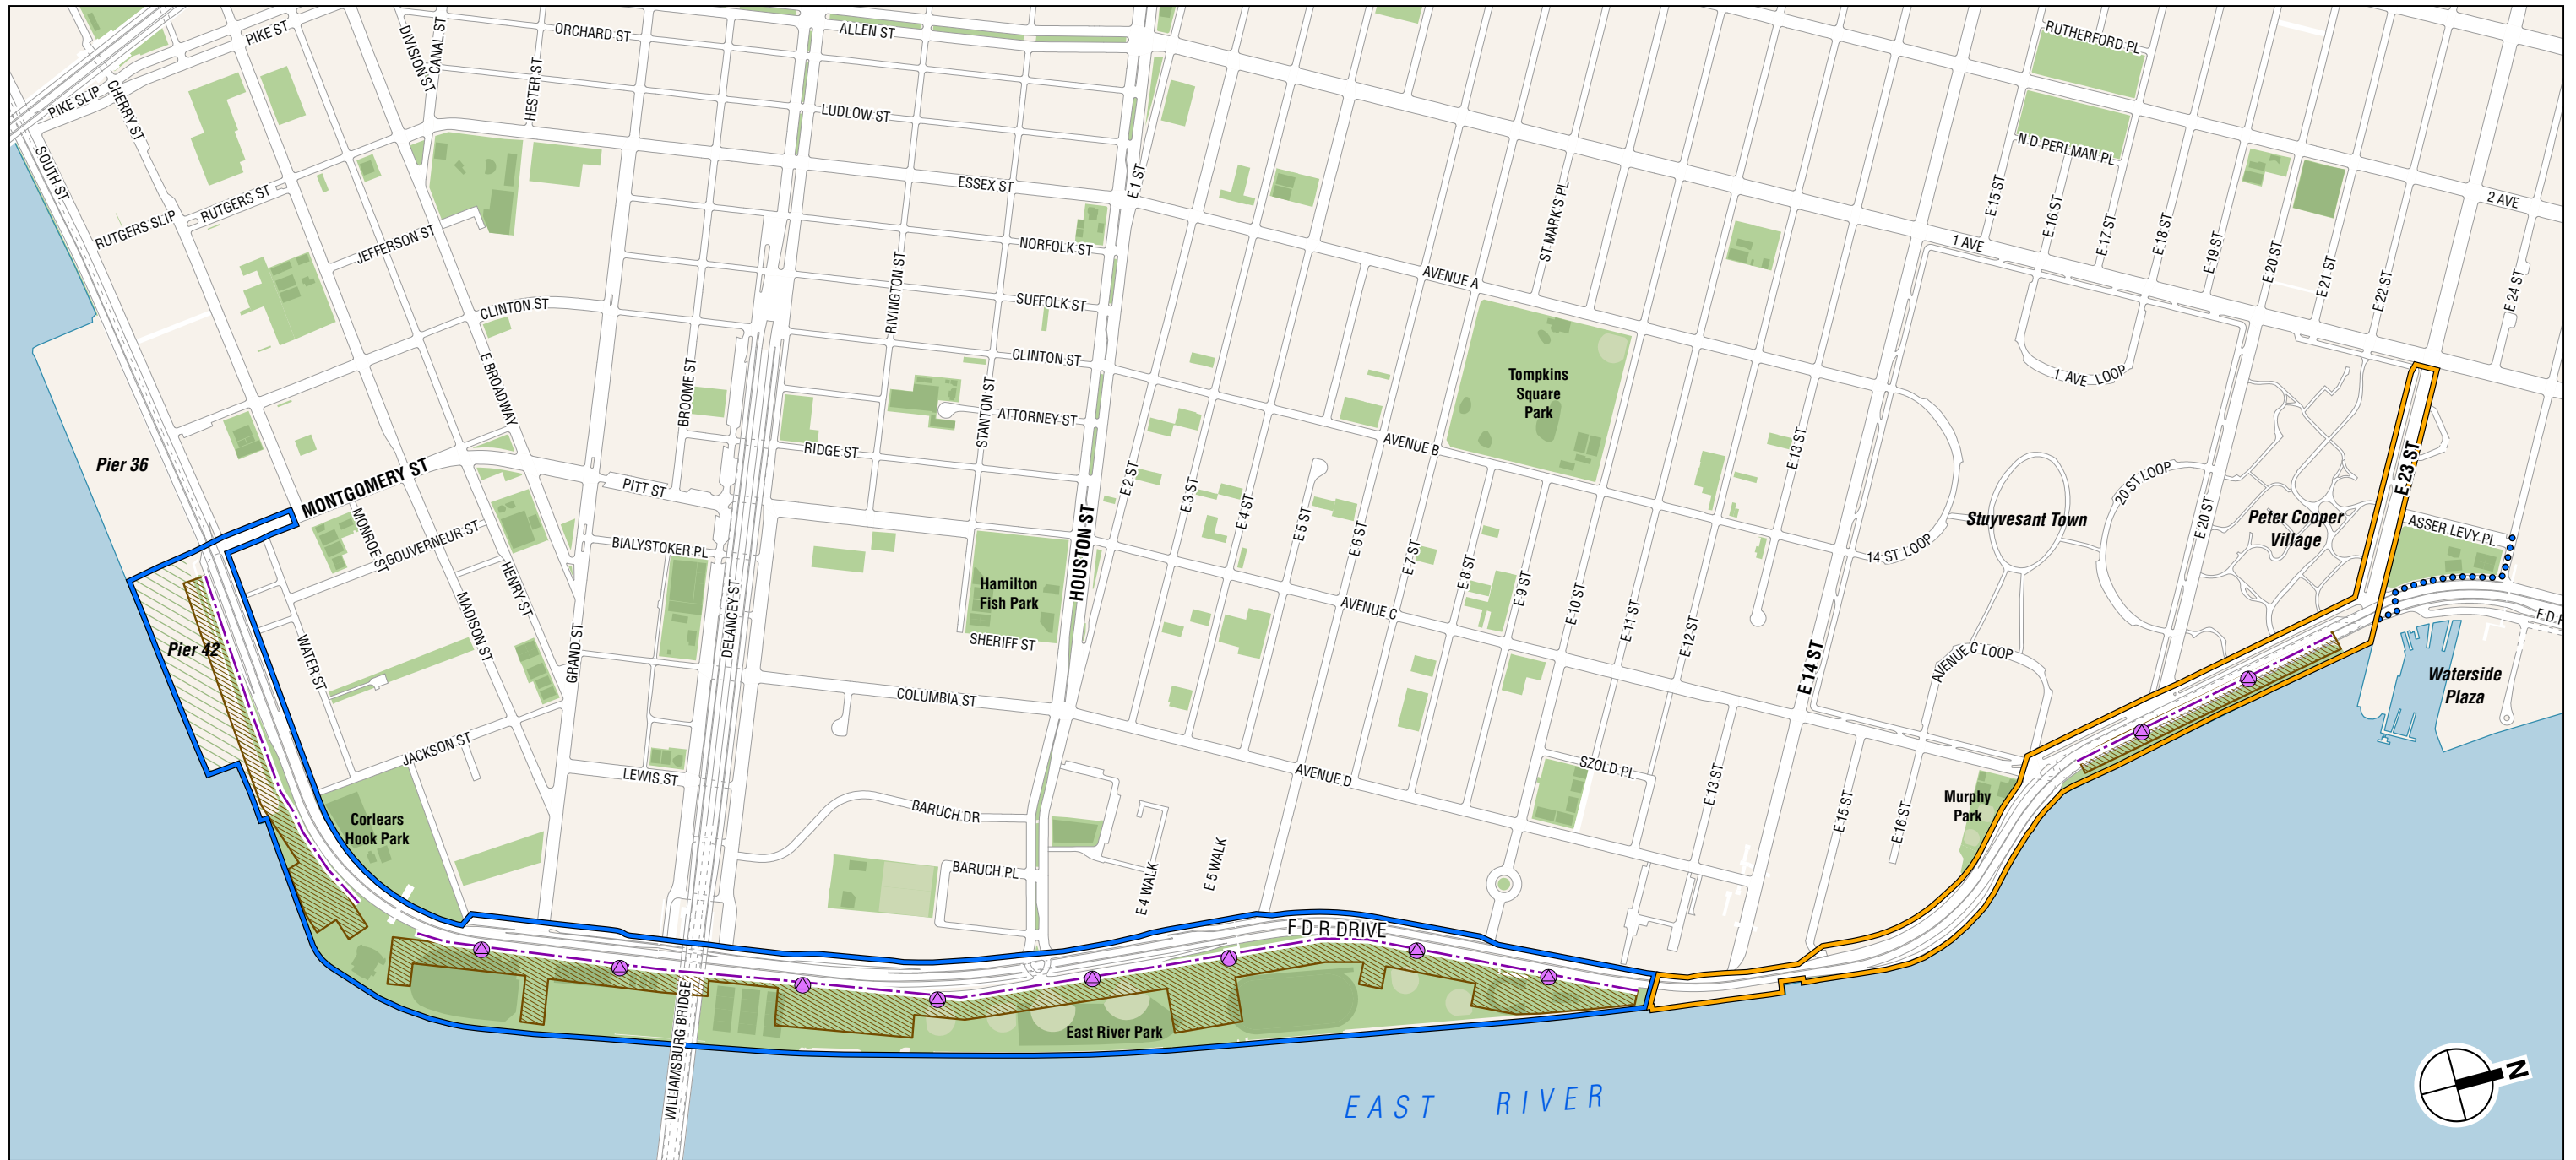 PIKE ST
DIVISION ST
CANAL ST
ORCHARD ST
ALLEN ST
RUTHERFORD PL
PIKE SLIP
CHERRY ST
HESTER ST
LUDLOW ST
N D PERLMAN PL
SOUTH ST
E 1 ST
ESSEX ST
ST MARK'S PL
E 15 ST
E 16 ST
E 17 ST
E 18 ST
E 19 ST
E 20 ST
E 21 ST
E 22 ST
E 24 ST
2 AVE
RUTGERS SLIP
RUTGERS ST
JEFFERSON ST
NORFOLK ST
1 AVE
AVENUE A
RIVINGTON ST
SUFFOLK ST
CLINTON ST
CLINTON ST
E BROADWAY
BROOME ST
STANTON ST
ATTORNEY ST
Tompkins
Square
Park
1 AVE LOOP
AVENUE B
RIDGE ST
E 13 ST
Pier 36
MONTGOMERY ST
PITT ST
E 2 ST
E 3 ST
E 4 ST
E 5 ST
E 6 ST
E 7 ST
E 8 ST
E 9 ST
E 10 ST
E 11 ST
E 12 ST
20 ST LOOP
E 20 ST
E 23 ST
Stuyvesant Town
Peter Cooper
Village
ASSER LEVY PL
MONROE ST
GOUVERNEUR ST
BIALYSTOKER PL
HOUSTON ST
14 ST LOOP
HENRY ST
MADISON ST
Hamilton
Fish Park
AVENUE C
DELANCEY ST
SHERIFF ST
F D R
Pier 42
WATER ST
GRAND ST
AVENUE C LOOP
E 14 ST
Waterside
Plaza
COLUMBIA ST
JACKSON ST
LEWIS ST
AVENUE D
SZOLD PL
E 13 ST
E 15 ST
E 16 ST
Murphy
Park
Corlears
Hook Park
BARUCH DR
BARUCH PL
E 4 WALK
E 5 WALK
F D R DRIVE
WILLIAMSBURG BRIDGE
East River Park
EAST RIVER
N